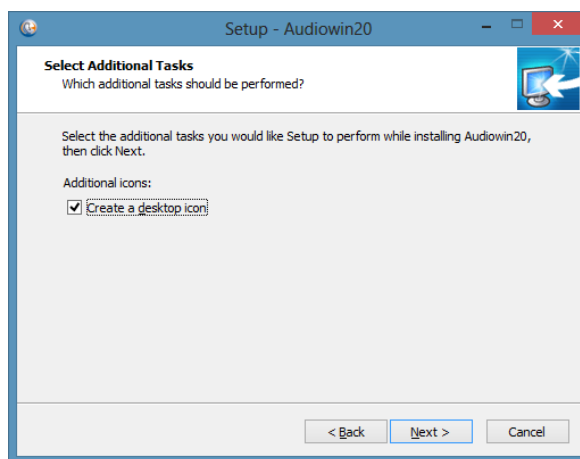 Setup - Audiowin20
Select Additional Tasks
Which additional tasks should be performed?
Select the additional tasks you would like Setup to perform while installing Audiowin20,
then click Next.
Additional icons:
Create a desktop icon
< Back Next > Cancel